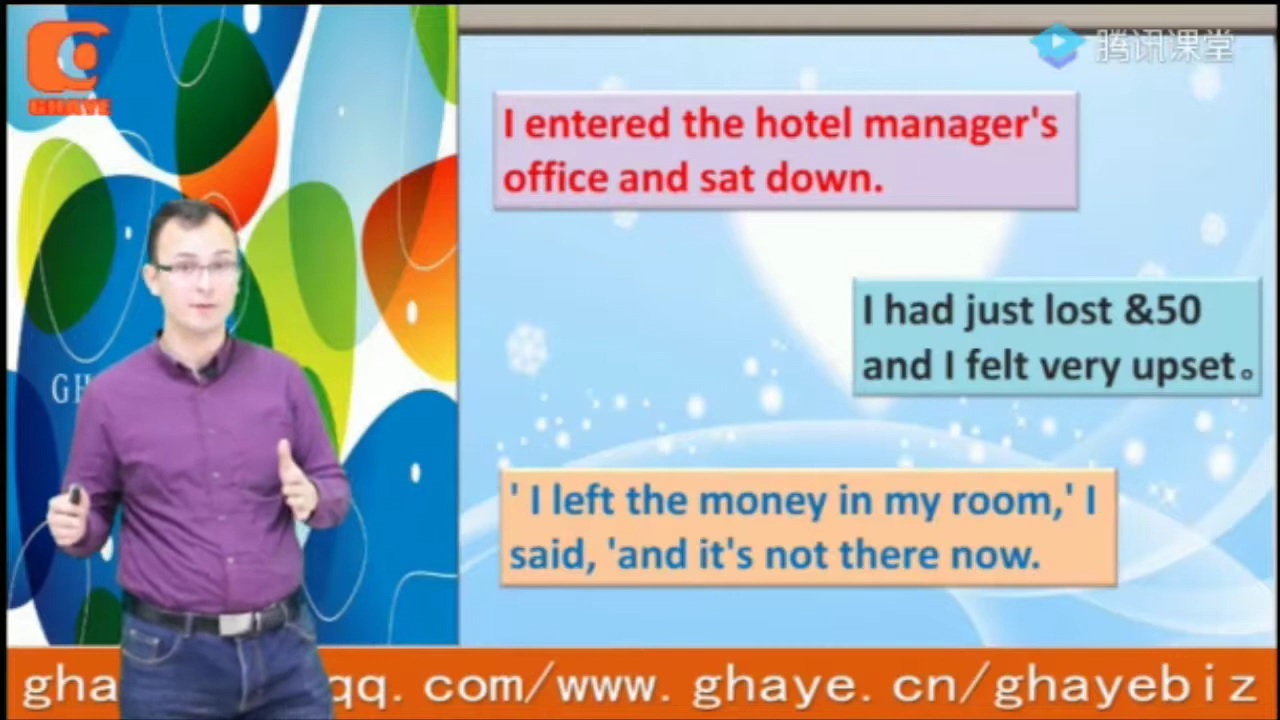 GHAYE
腾讯课堂
I entered the hotel manager's
office and sat down.
I had just lost &50
and I felt very upset。
GH
' I left the money in my room,' I
said, 'and it's not there now.
gha qq. com/www. ghaye. cn/ghayebiz